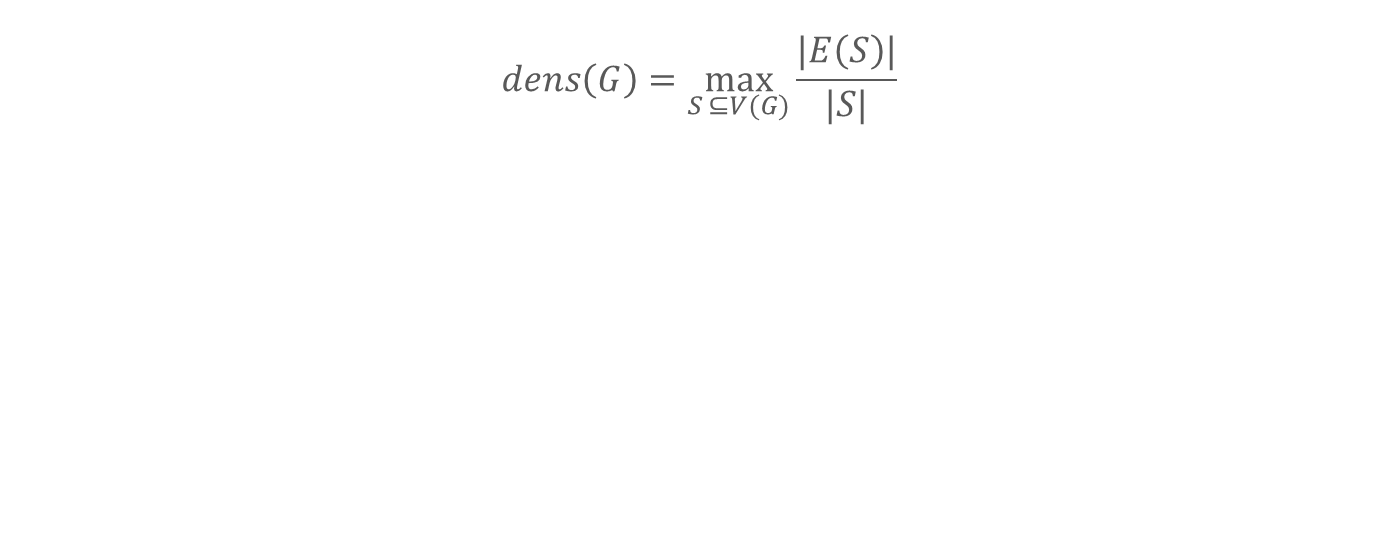 dens(G) = max_{S ⊆V(G)} |E(S)| / |S|